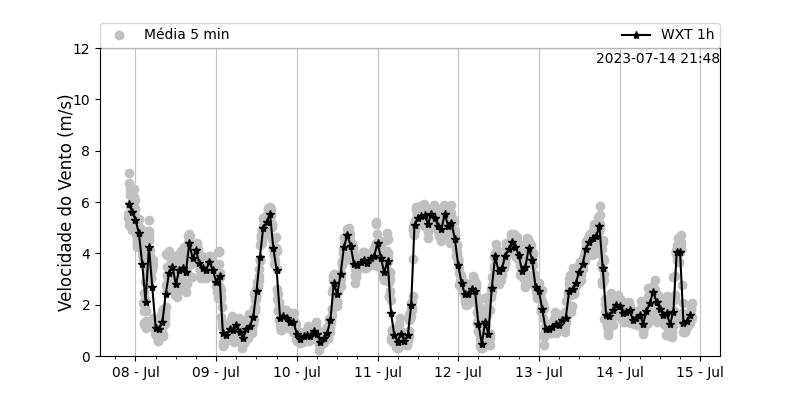 Média 5 min
WXT 1h
2023-07-14 21:48
Velocidade do Vento (m/s)
12
10
8
6
4
2
0
08 - Jul
09 - Jul
10 - Jul
11 - Jul
12 - Jul
13 - Jul
14 - Jul
15 - Jul